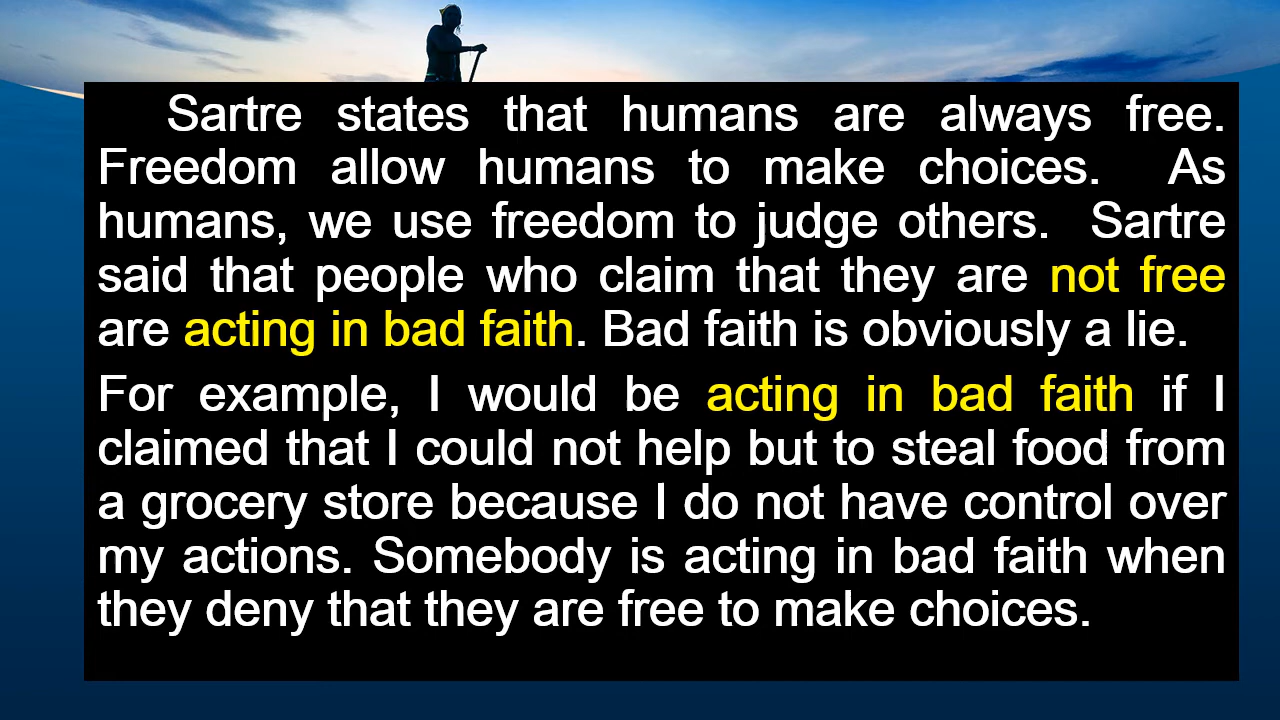 Sartre states that humans are always free.
Freedom allow humans to make choices. As
humans, we use freedom to judge others. Sartre
said that people who claim that they are not free
are acting in bad faith. Bad faith is obviously a lie.
For example, I would be acting in bad faith if I
claimed that I could not help but to steal food from
a grocery store because I do not have control over
my actions. Somebody is acting in bad faith when
they deny that they are free to make choices.